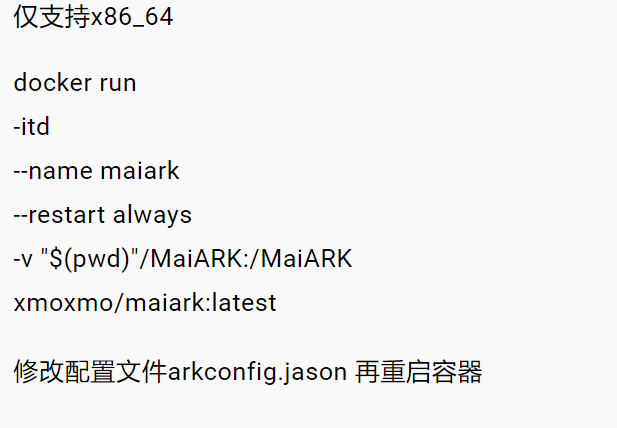 仅支持x86_64
docker run
-itd
--name maiark
--restart always
-v "$(pwd)"/MaiARK:/MaiARK
xmoxmo/maiark:latest
修改配置文件arkconfig.jason 再重启容器